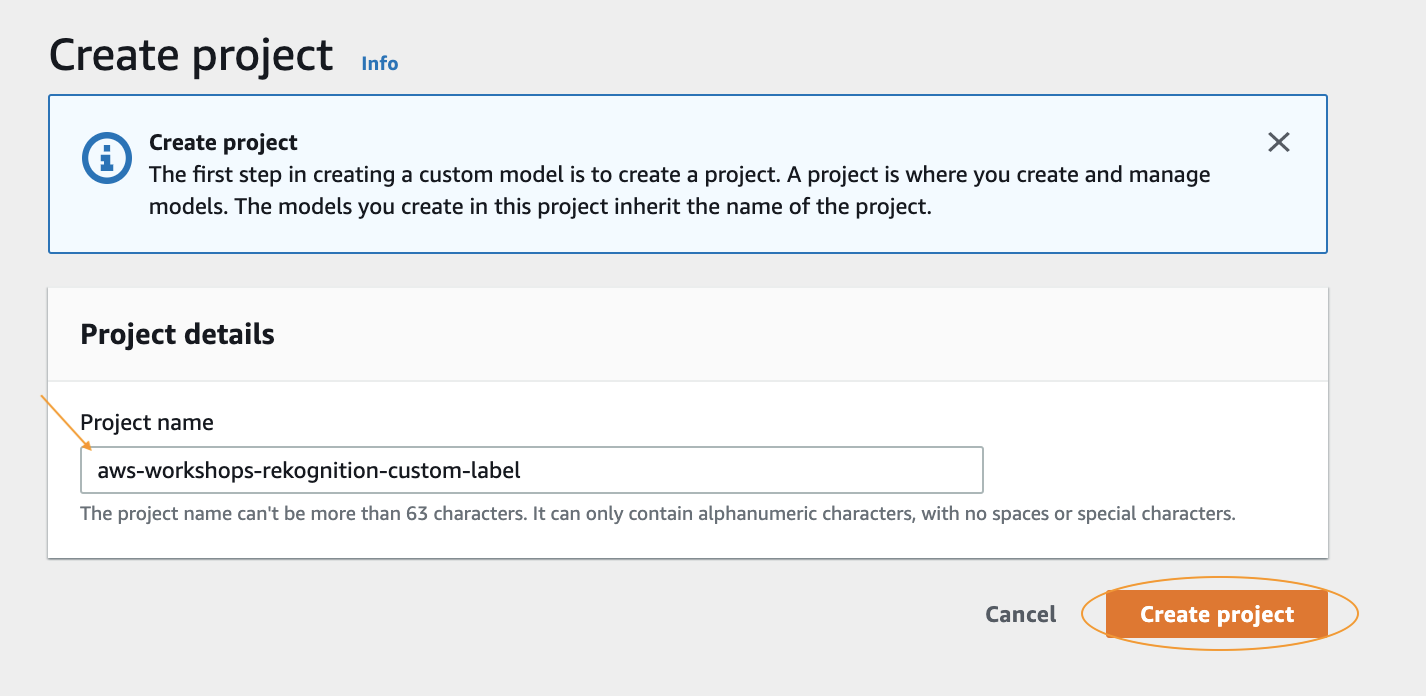 Create project Info
Create project
The first step in creating a custom model is to create a project. A project is where you create and manage
models. The models you create in this project inherit the name of the project.
Project details
Project name
aws-workshops-rekognition-custom-label
The project name can't be more than 63 characters. It can only contain alphanumeric characters, with no spaces or special characters.
Cancel Create project